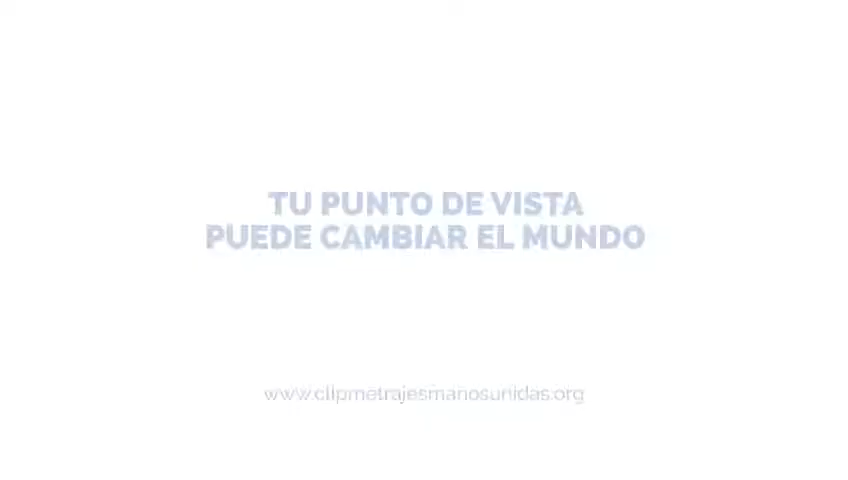 TU PUNTO DE VISTA
PUEDE CAMBIAR EL MUNDO
www.clipmetrajesmanosunidas.org